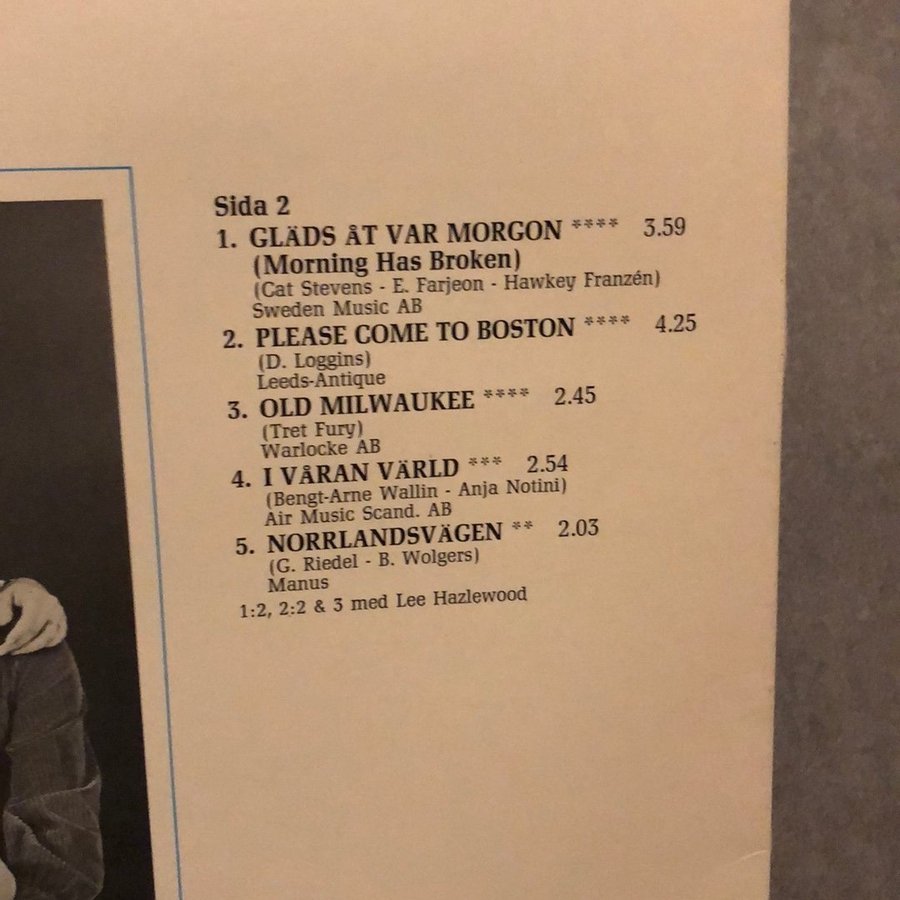 Sida 2
1. GLÄDS ÅT VAR MORGON **** 3.59
(Morning Has Broken)
(Cat Stevens - E. Farjeon - Hawkey Franzén)
Sweden Music AB
2. PLEASE COME TO BOSTON **** 4.25
(D. Loggins)
Leeds-Antique
3. OLD MILWAUKEE **** 2.45
(Tret Fury)
Warlocke AB
4. I VÅRAN VÄRLD *** 2.54
(Bengt-Arne Wallin - Anja Notini)
Air Music Scand. AB
5. NORRLANDSVÄGEN ** 2.03
(G. Riedel - B. Wolgers)
Manus
1:2, 2:2 & 3 med Lee Hazlewood